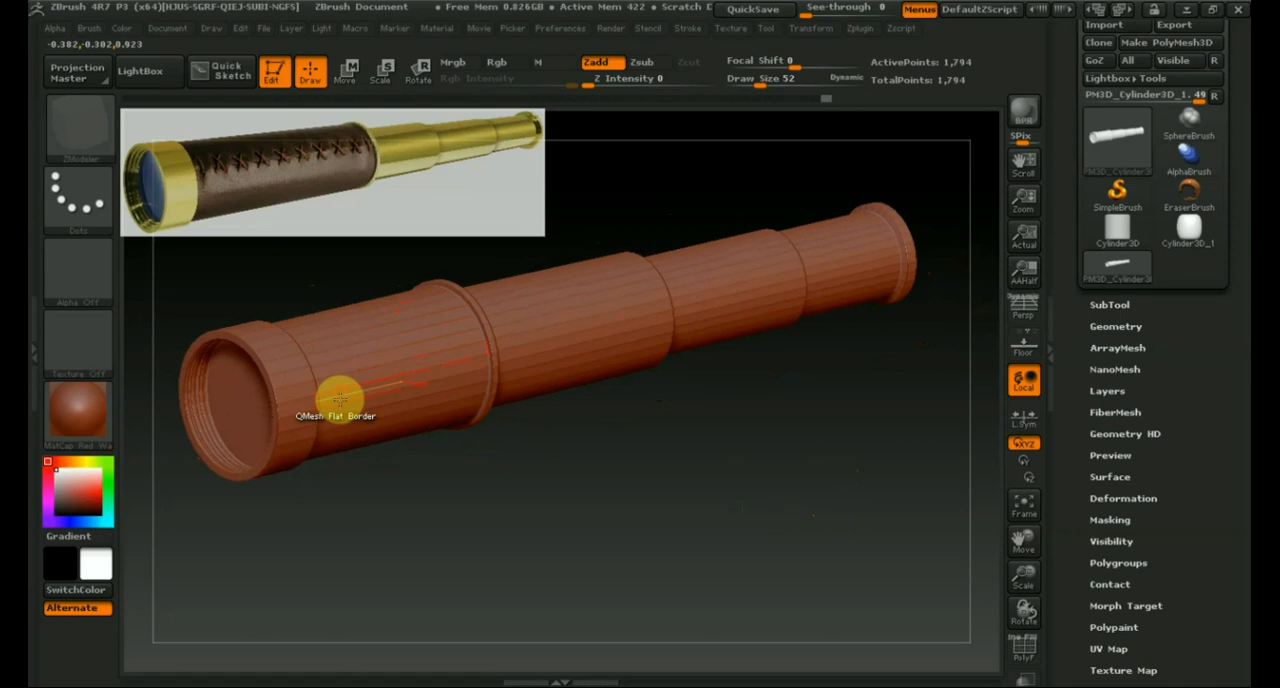 ZBrush 4R7 P3 (x64)[HJUS-SGRF-QIEJ-SUBI-NGFS] ZBrush Document • Free Mem 0.826GB • Active Mem 422 • Scratch D QuickSave See-through 0 Menus DefaultZScript
Alpha Brush Color Document Draw Edit File Layer Light Macro Marker Material Movie Picker Preferences Render Stencil Stroke Texture Tool Transform Zplugin Zscript
-0.382,-0.302,0.923
Projection Master
LightBox
Quick Sketch
Edit
Draw
Move
Scale
Rotate
Mrgb Rgb M
Rgb Intensity
Zadd Zsub Zcut
Z Intensity 0
Focal Shift 0
Draw Size 52 Dynamic
ActivePoints: 1,794
TotalPoints: 1,794
ZModeler
Dots
Alpha Off
Texture Off
MatCap Red Wa
Gradient
SwitchColor
Alternate
QMesh Flat Border
BPR
SPix
Scroll
Zoom
Actual
AAHalf
Dynamic
Persp
Floor
Local
L.Sym
XYZ
Frame
Move
Scale
Rotate
PolyF
Import Export
Clone Make PolyMesh3D
GoZ All Visible R
Lightbox▸Tools
PM3D_Cylinder3D_1. 49 R
PM3D_Cylinder3
SphereBrush
AlphaBrush
SimpleBrush
EraserBrush
Cylinder3D
Cylinder3D_1
PM3D_Cylinder3
SubTool
Geometry
ArrayMesh
NanoMesh
Layers
FiberMesh
Geometry HD
Preview
Surface
Deformation
Masking
Visibility
Polygroups
Contact
Morph Target
Polypaint
UV Map
Texture Map